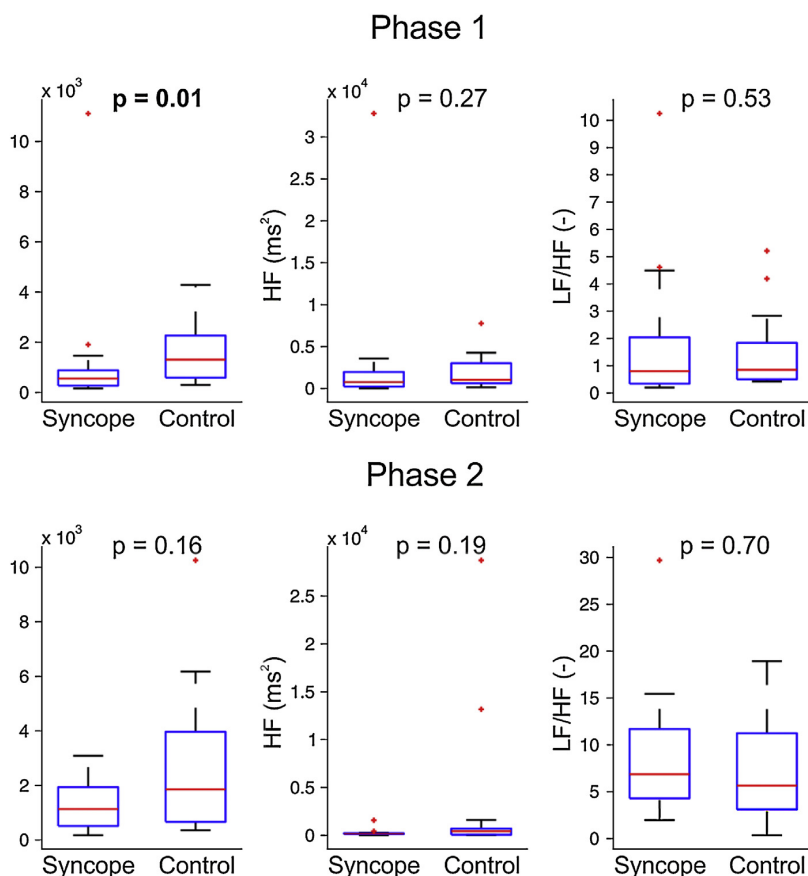 Phase 1
x 10³ p = 0.01
10
8
6
4
2
0
Syncope Control
x 10⁴ p = 0.27
HF (ms²)
3
2.5
2
1.5
1
0.5
0
Syncope Control
p = 0.53
LF/HF (-)
10
9
8
7
6
5
4
3
2
1
0
Syncope Control
Phase 2
x 10³ p = 0.16
10
8
6
4
2
0
Syncope Control
x 10⁴ p = 0.19
HF (ms²)
2.5
2
1.5
1
0.5
0
Syncope Control
p = 0.70
LF/HF (-)
30
25
20
15
10
5
0
Syncope Control